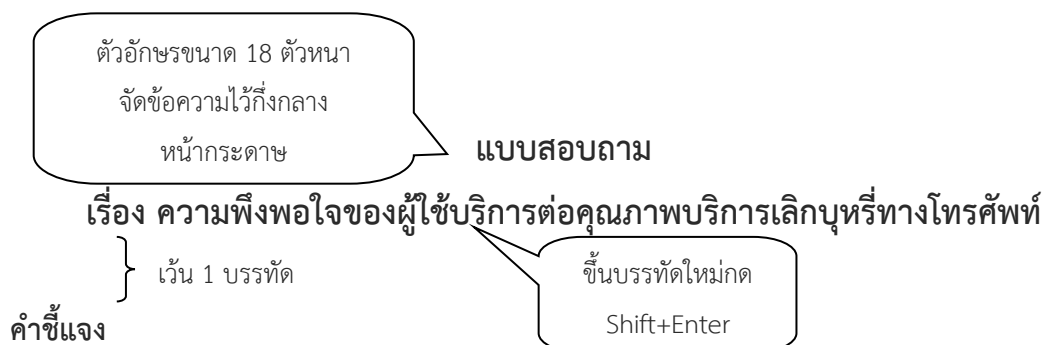 ตัวอักษรขนาด 18 ตัวหนา
จัดข้อความไว้กึ่งกลาง
หน้ากระดาษ
แบบสอบถาม
เรื่อง ความพึงพอใจของผู้ใช้บริการต่อคุณภาพบริการเลิกบุหรี่ทางโทรศัพท์
เว้น 1 บรรทัด
ขึ้นบรรทัดใหม่กด
Shift+Enter
คำชี้แจง